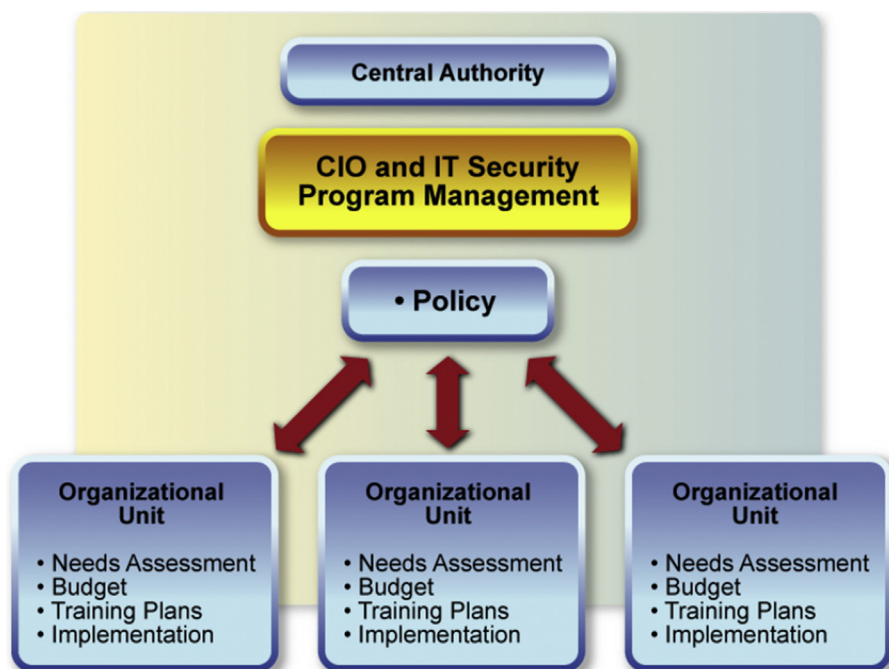 Central Authority
CIO and IT Security
Program Management
• Policy
Organizational
Unit
• Needs Assessment
• Budget
• Training Plans
• Implementation
Organizational
Unit
• Needs Assessment
• Budget
• Training Plans
• Implementation
Organizational
Unit
• Needs Assessment
• Budget
• Training Plans
• Implementation